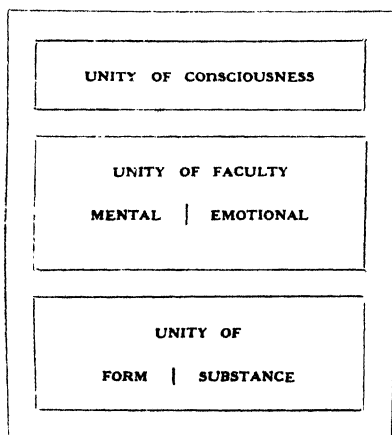 UNITY OF CONSCIOUSNESS
UNITY OF FACULTY
MENTAL | EMOTIONAL
UNITY OF
FORM | SUBSTANCE